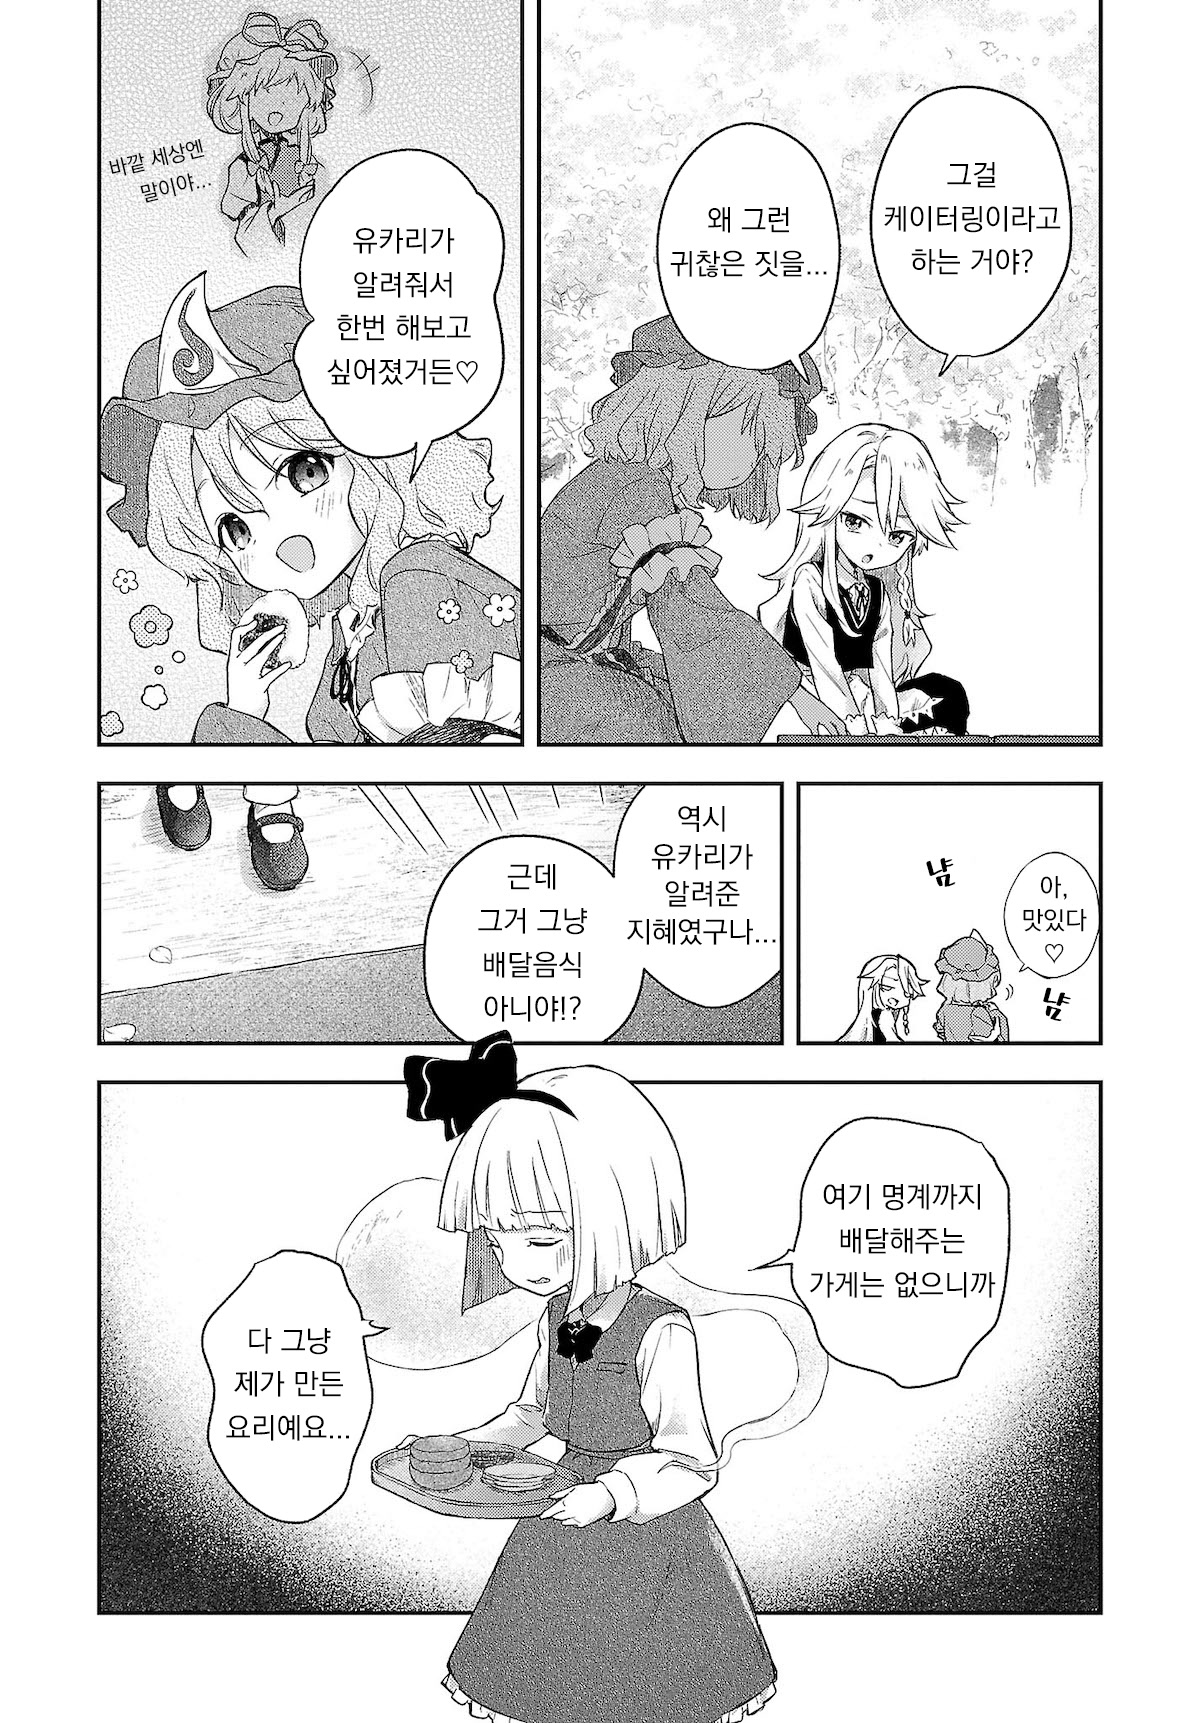 그걸
케이터링이라고
하는 거야?
왜 그런
귀찮은 짓을...
유카리가
알려줘서
한번 해보고
싶어졌거든♡
바깥 세상엔
말이야...
아,
맛있다
♡
냠
냠
역시
유카리가
알려준
지혜였구나...
근데
그거 그냥
배달음식
아니야!?
여기 명계까지
배달해주는
가게는 없으니까
다 그냥
제가 만든
요리예요...